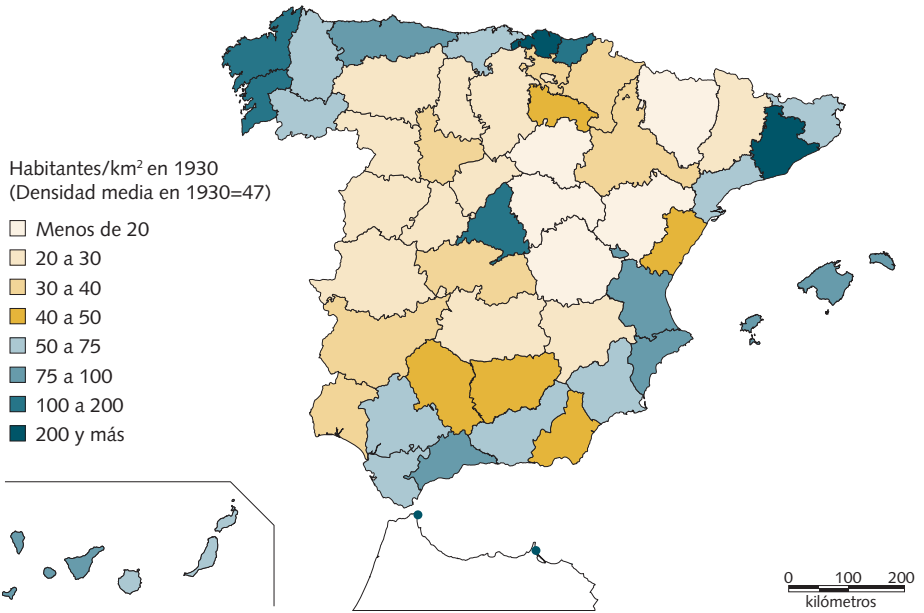 Habitantes/km² en 1930
(Densidad media en 1930=47)
Menos de 20
20 a 30
30 a 40
40 a 50
50 a 75
75 a 100
100 a 200
200 y más
0 100 200
kilómetros